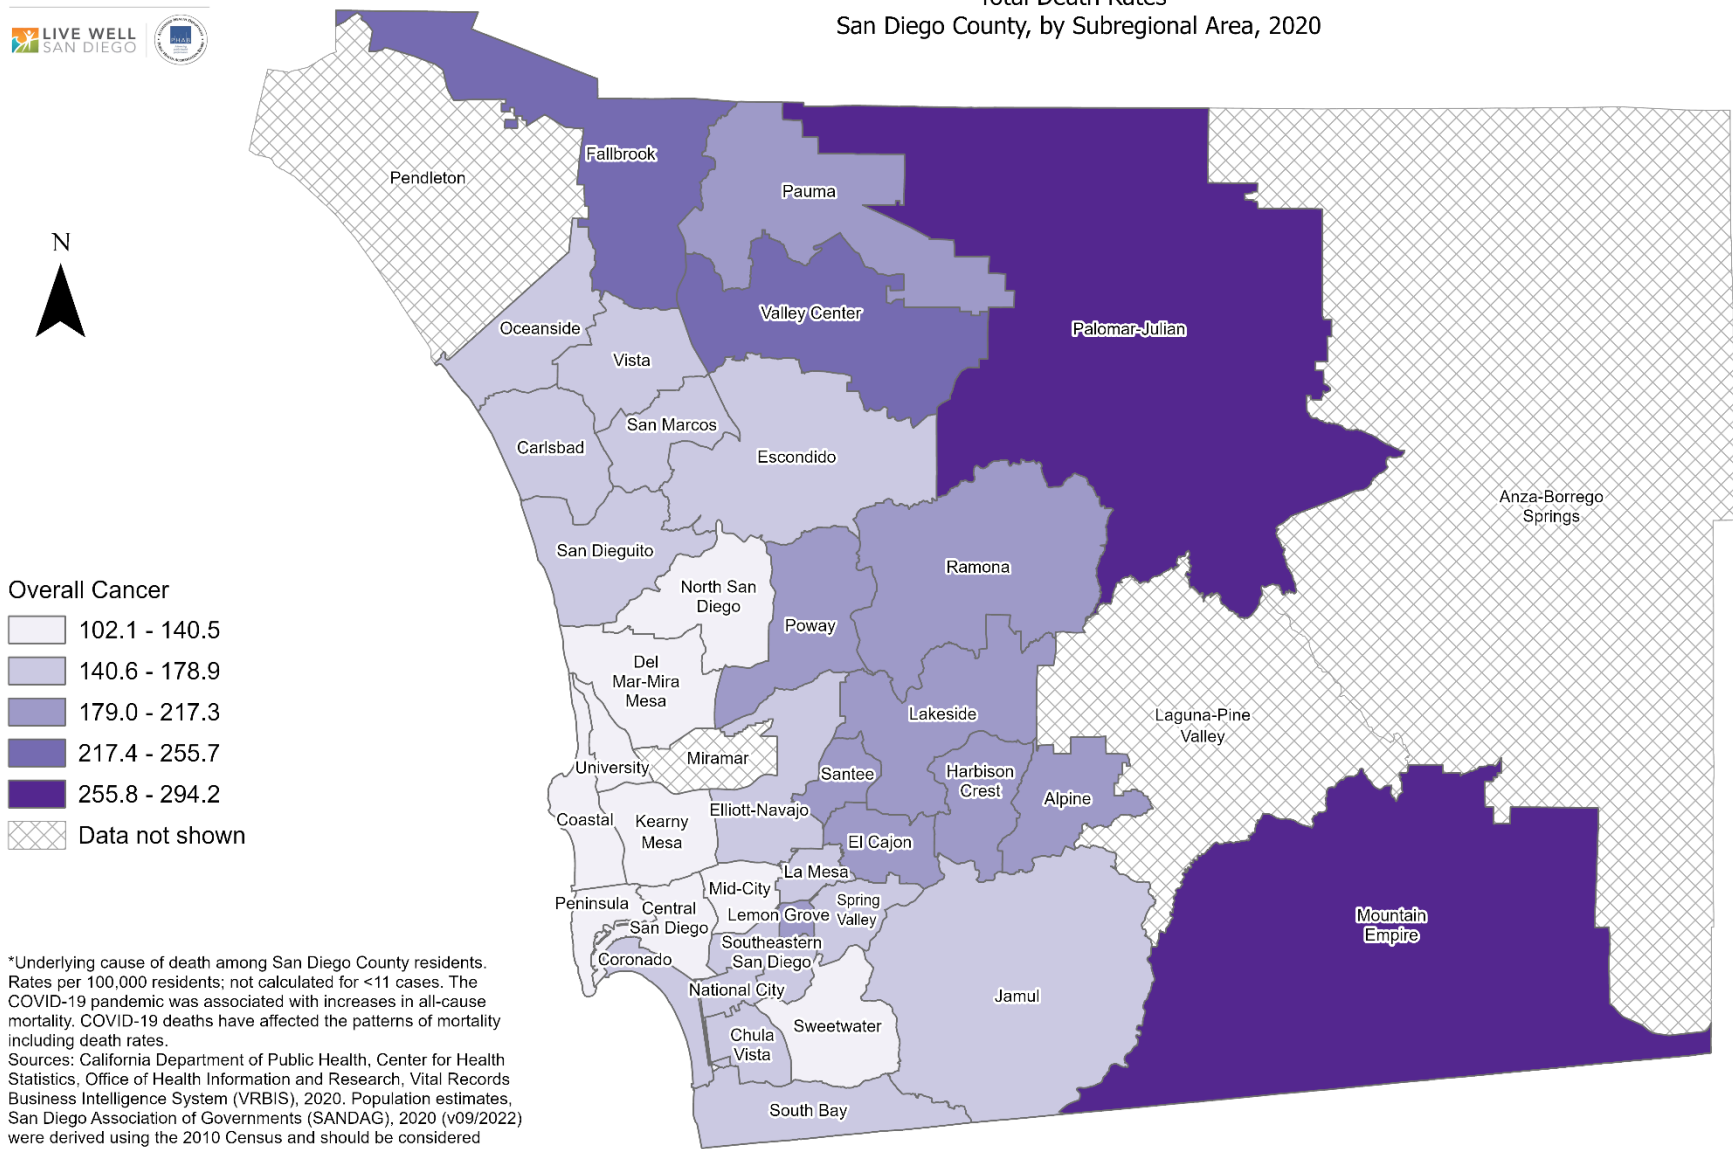 Total Death Rates
San Diego County, by Subregional Area, 2020
LIVE WELL
SAN DIEGO
PHAB
N
Pendleton
Fallbrook
Pauma
Oceanside
Vista
Valley Center
Palomar-Julian
Carlsbad
San Marcos
Escondido
Anza-Borrego
Springs
San Dieguito
North San
Diego
Poway
Ramona
Del
Mar-Mira
Mesa
Lakeside
Laguna-Pine
Valley
University
Miramar
Santee
Harbison
Crest
Alpine
Coastal
Kearny
Mesa
Elliott-Navajo
El Cajon
La Mesa
Peninsula
Central
San Diego
Mid-City
Lemon Grove
Spring
Valley
Mountain
Empire
Coronado
Southeastern
San Diego
National City
Chula
Vista
Sweetwater
Jamul
South Bay
Overall Cancer
102.1 - 140.5
140.6 - 178.9
179.0 - 217.3
217.4 - 255.7
255.8 - 294.2
Data not shown
*Underlying cause of death among San Diego County residents.
Rates per 100,000 residents; not calculated for <11 cases. The
COVID-19 pandemic was associated with increases in all-cause
mortality. COVID-19 deaths have affected the patterns of mortality
including death rates.
Sources: California Department of Public Health, Center for Health
Statistics, Office of Health Information and Research, Vital Records
Business Intelligence System (VRBIS), 2020. Population estimates,
San Diego Association of Governments (SANDAG), 2020 (v09/2022)
were derived using the 2010 Census and should be considered